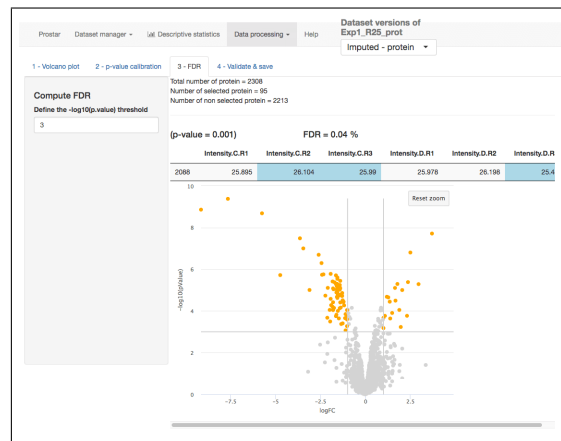 Dataset versions of
Prostar Dataset manager Descriptive statistics Data processing Help Exp1_R25_prot
Imputed - protein
1 - Volcano plot 2 - p-value calibration 3 - FDR 4 - Validate & save
Total number of protein = 2308
Number of selected protein = 95
Number of non selected protein = 2213
Compute FDR
Define the -log10(p.value) threshold
3
(p-value = 0.001) FDR = 0.04 %
Intensity.C.R1 Intensity.C.R2 Intensity.C.R3 Intensity.D.R1 Intensity.D.R2 Intensity.D.R
2088 25.895 26.104 25.99 25.978 26.198 25.4
Reset zoom
10
8
6
4
2
0
-log10(pValue)
-7.5 -5 -2.5 0 2.5
logFC